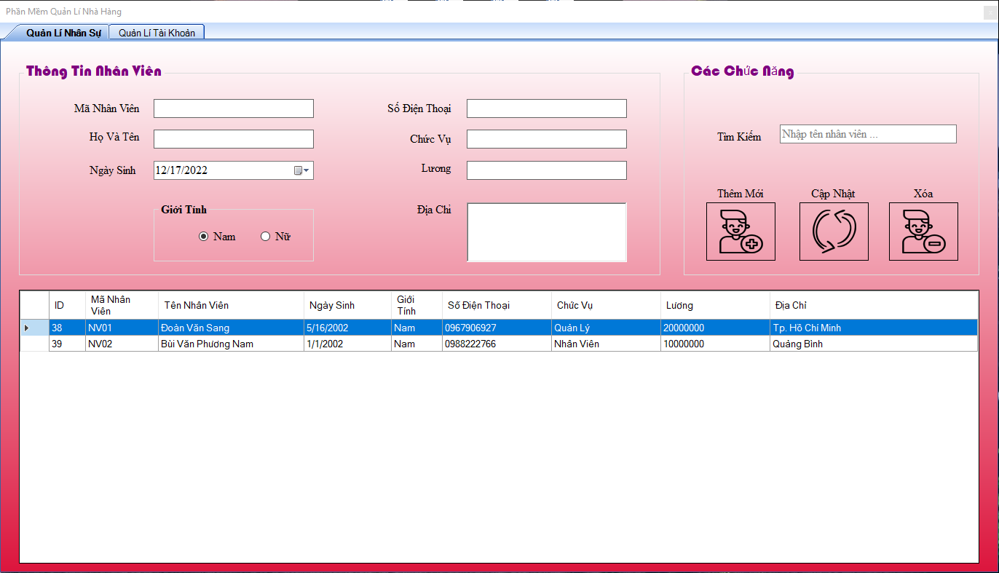 Phần Mềm Quản Lí Nhà Hàng
Quản Lí Nhân Sự
Quản Lí Tài Khoản
Thông Tin Nhân Viên
Mã Nhân Viên
Số Điện Thoại
Họ Và Tên
Chức Vụ
Ngày Sinh
12/17/2022
Lương
Giới Tính
Nam
Nữ
Địa Chỉ
Các Chức Năng
Tìm Kiếm
Nhập tên nhân viên ...
Thêm Mới
Cập Nhật
Xóa
ID
Mã Nhân
Viên
Tên Nhân Viên
Ngày Sinh
Giới
Tính
Số Điện Thoại
Chức Vụ
Lương
Địa Chỉ
38 NV01 Đoàn Văn Sang 5/16/2002 Nam 0967906927 Quản Lý 20000000 Tp. Hồ Chí Minh
39 NV02 Bùi Văn Phương Nam 1/1/2002 Nam 0988222766 Nhân Viên 10000000 Quảng Bình